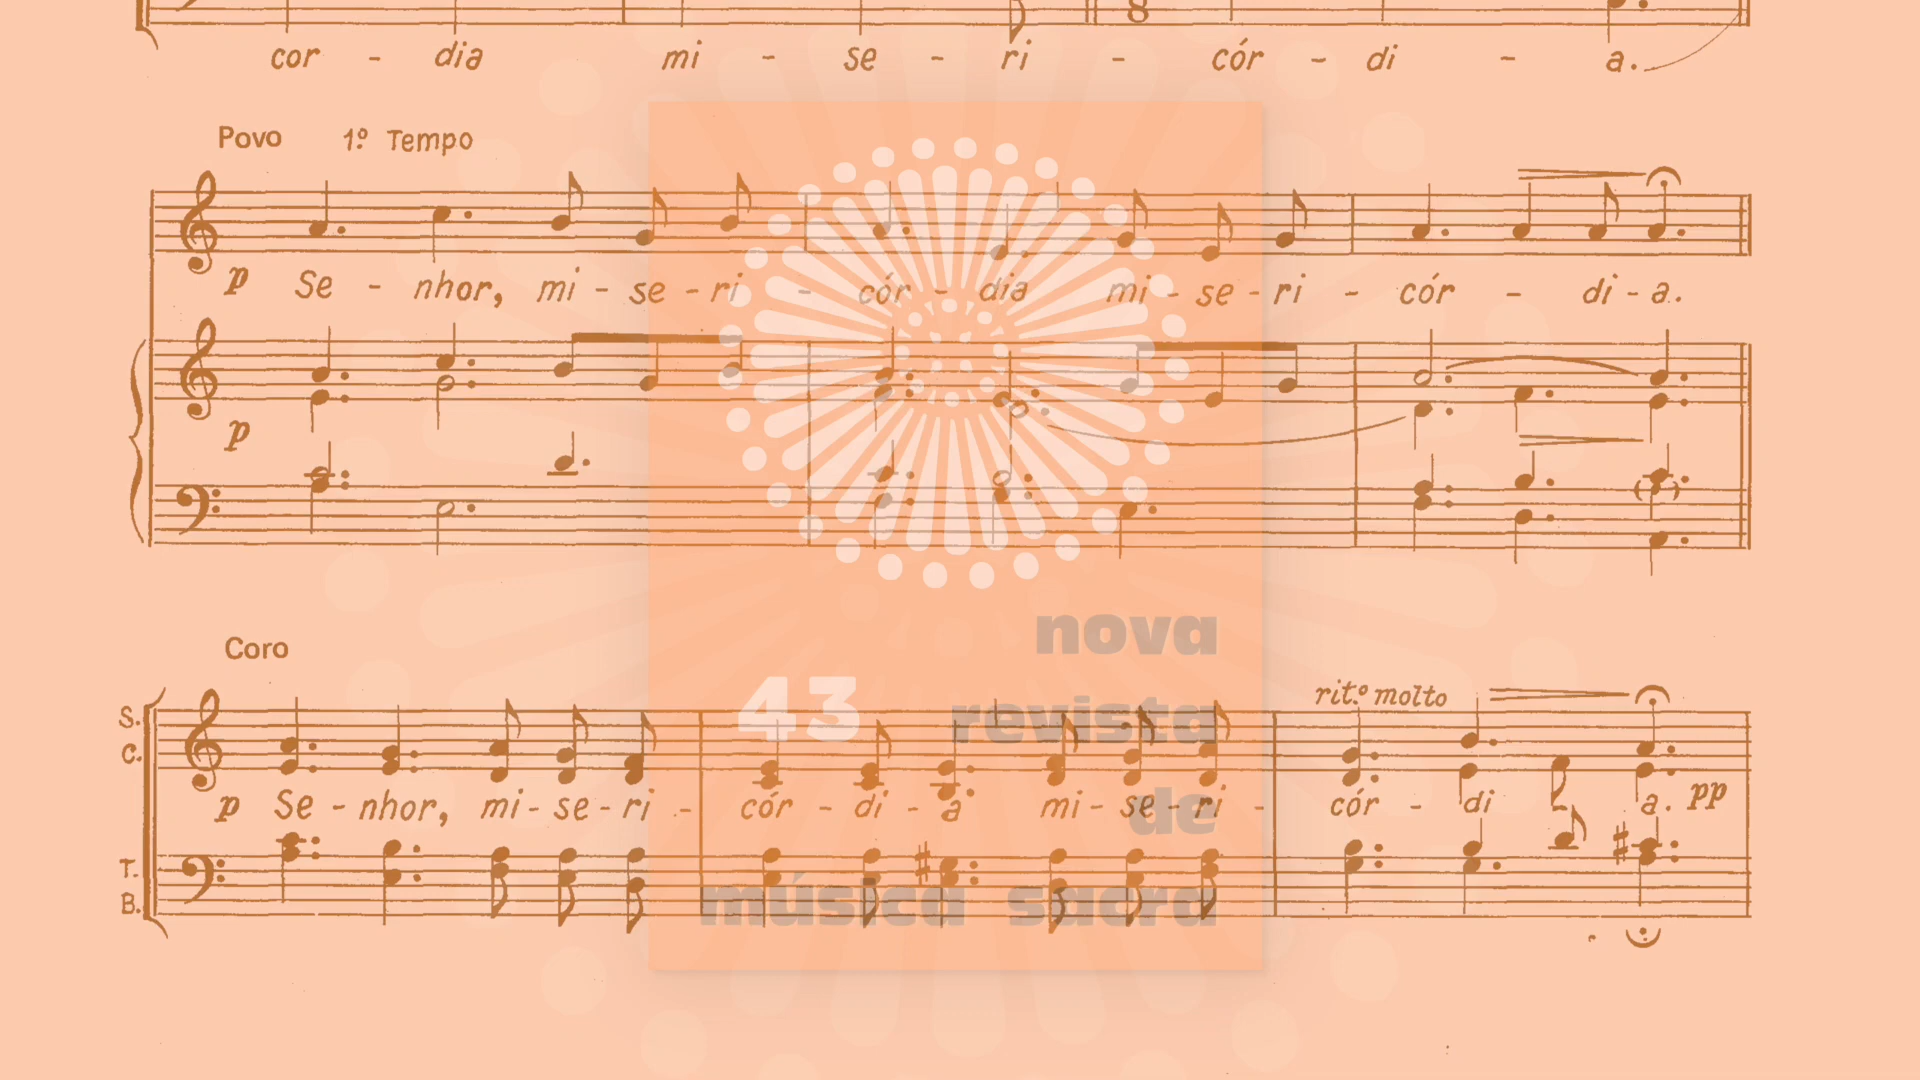 cor - dia mi - se - ri - cór - di - a.
Povo 1º Tempo
p Se - nhor, mi - se - ri - cór - dia mi - se - ri - cór - di - a.
p
Coro
nova
43 revista
de
música sacra
rit.º molto
S.
C.
p Se - nhor, mi - se - ri - cór - di - a mi - se - ri - cór - di a. pp
T.
B.